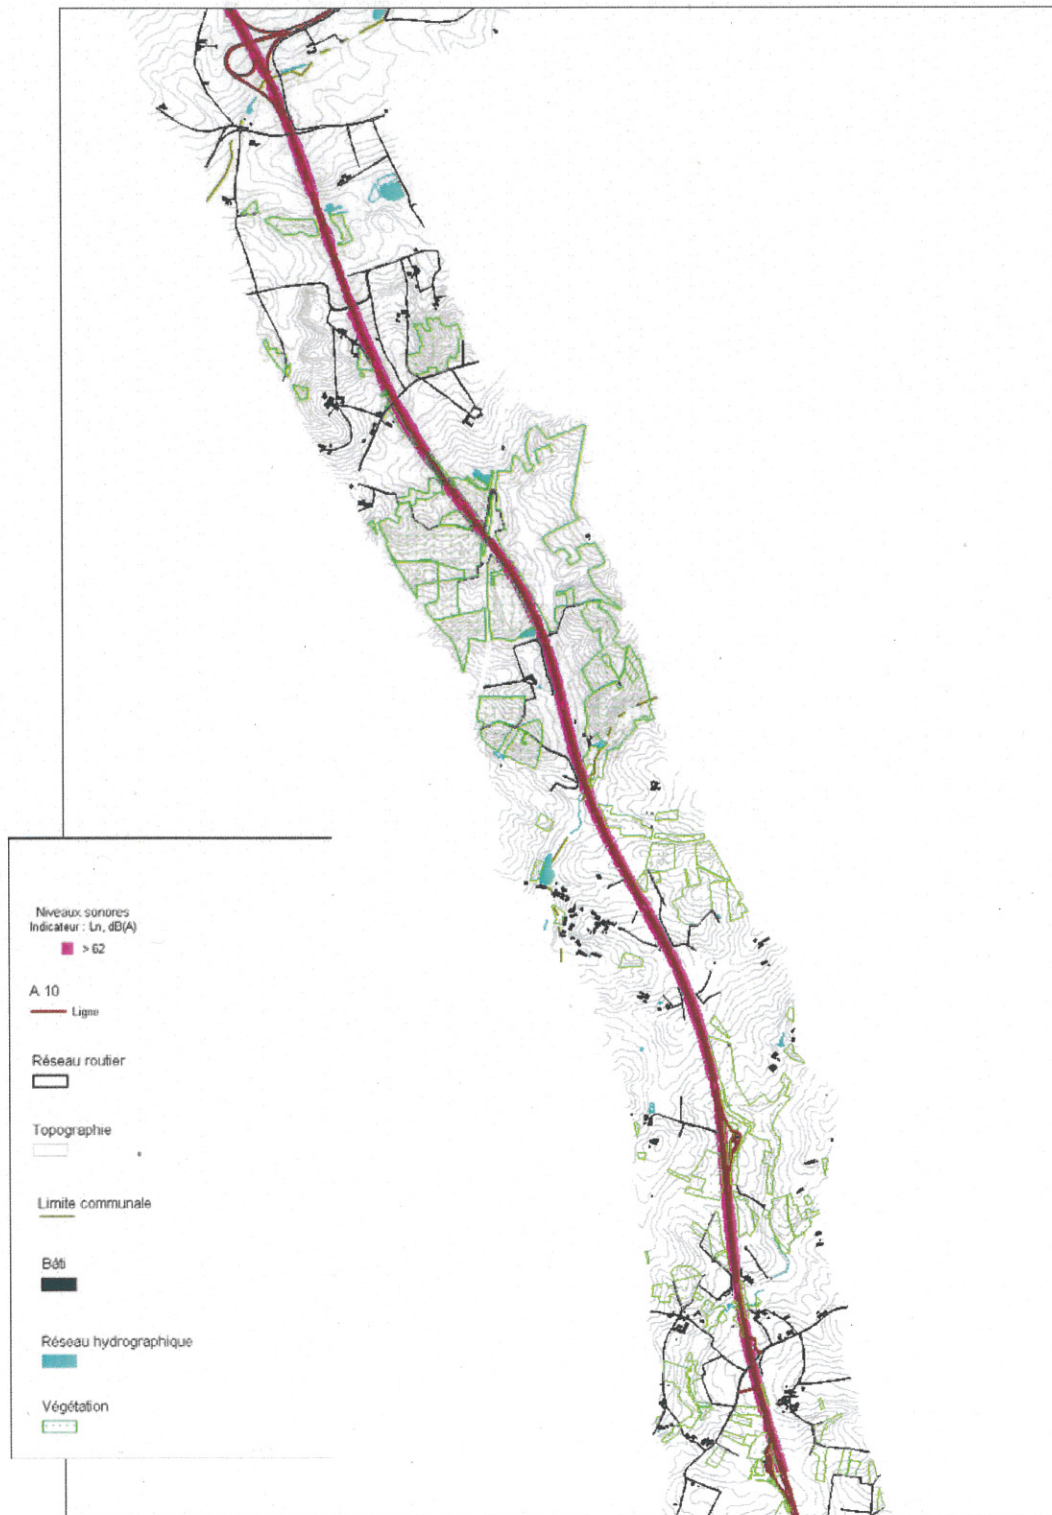 Niveaux sonores
Indicateur : Ln, dB(A)
> 62
A 10
Ligne
Réseau routier
Topographie
Limite communale
Bâti
Réseau hydrographique
Végétation